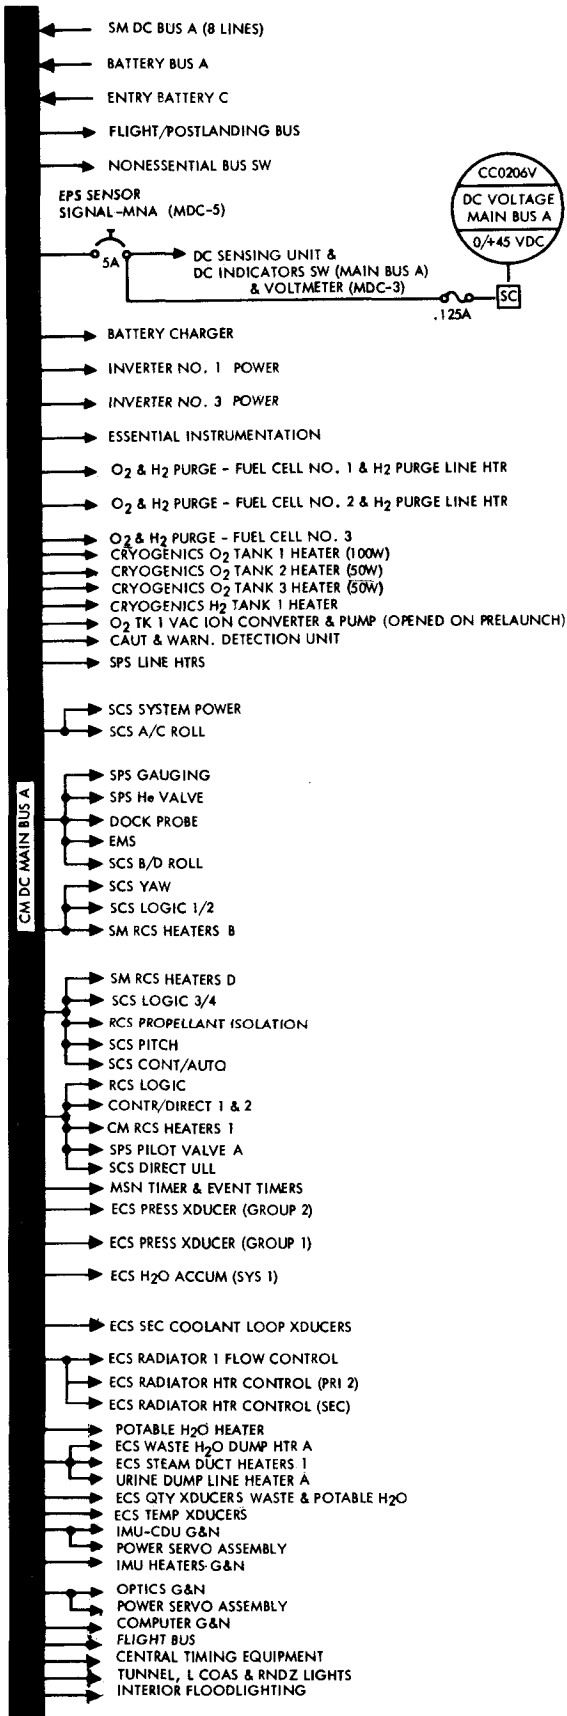 SM DC BUS A (8 LINES)
BATTERY BUS A
ENTRY BATTERY C
FLIGHT/POSTLANDING BUS
NONESSENTIAL BUS SW
EPS SENSOR
SIGNAL-MNA (MDC-5)
5A
DC SENSING UNIT &
DC INDICATORS SW (MAIN BUS A)
& VOLTMETER (MDC-3)
CC0206V
DC VOLTAGE
MAIN BUS A
0/+45 VDC
SC
.125A
BATTERY CHARGER
INVERTER NO. 1 POWER
INVERTER NO. 3 POWER
ESSENTIAL INSTRUMENTATION
O2 & H2 PURGE - FUEL CELL NO. 1 & H2 PURGE LINE HTR
O2 & H2 PURGE - FUEL CELL NO. 2 & H2 PURGE LINE HTR
O2 & H2 PURGE - FUEL CELL NO. 3
CRYOGENICS O2 TANK 1 HEATER (100W)
CRYOGENICS O2 TANK 2 HEATER (50W)
CRYOGENICS O2 TANK 3 HEATER (50W)
CRYOGENICS H2 TANK 1 HEATER
O2 TK 1 VAC ION CONVERTER & PUMP (OPENED ON PRELAUNCH)
CAUT & WARN. DETECTION UNIT
SPS LINE HTRS
SCS SYSTEM POWER
SCS A/C ROLL
SPS GAUGING
SPS He VALVE
DOCK PROBE
EMS
SCS B/D ROLL
SCS YAW
SCS LOGIC 1/2
SM RCS HEATERS B
CM DC MAIN BUS A
SM RCS HEATERS D
SCS LOGIC 3/4
RCS PROPELLANT ISOLATION
SCS PITCH
SCS CONT/AUTO
RCS LOGIC
CONTR/DIRECT 1 & 2
CM RCS HEATERS 1
SPS PILOT VALVE A
SCS DIRECT ULL
MSN TIMER & EVENT TIMERS
ECS PRESS XDUCER (GROUP 2)
ECS PRESS XDUCER (GROUP 1)
ECS H2O ACCUM (SYS 1)
ECS SEC COOLANT LOOP XDUCERS
ECS RADIATOR 1 FLOW CONTROL
ECS RADIATOR HTR CONTROL (PRI 2)
ECS RADIATOR HTR CONTROL (SEC)
POTABLE H2O HEATER
ECS WASTE H2O DUMP HTR A
ECS STEAM DUCT HEATERS 1
URINE DUMP LINE HEATER A
ECS QTY XDUCERS WASTE & POTABLE H2O
ECS TEMP XDUCERS
IMU-CDU G&N
POWER SERVO ASSEMBLY
IMU HEATERS G&N
OPTICS G&N
POWER SERVO ASSEMBLY
COMPUTER G&N
FLIGHT BUS
CENTRAL TIMING EQUIPMENT
TUNNEL, L COAS & RNDZ LIGHTS
INTERIOR FLOODLIGHTING